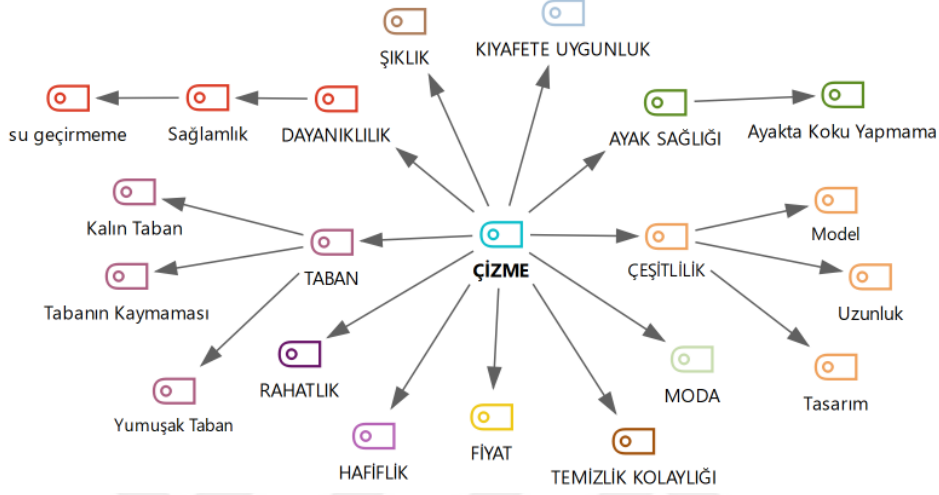 ŞIKLIK
KIYAFETE UYGUNLUK
su geçirmeme
Sağlamlık
DAYANIKLILIK
AYAK SAĞLIĞI
Ayakta Koku Yapmama
Kalın Taban
Model
TABAN
ÇİZME
ÇEŞİTLİLİK
Tabanın Kaymaması
Uzunluk
RAHATLIK
MODA
Tasarım
Yumuşak Taban
HAFİFLİK
FİYAT
TEMİZLİK KOLAYLIĞI